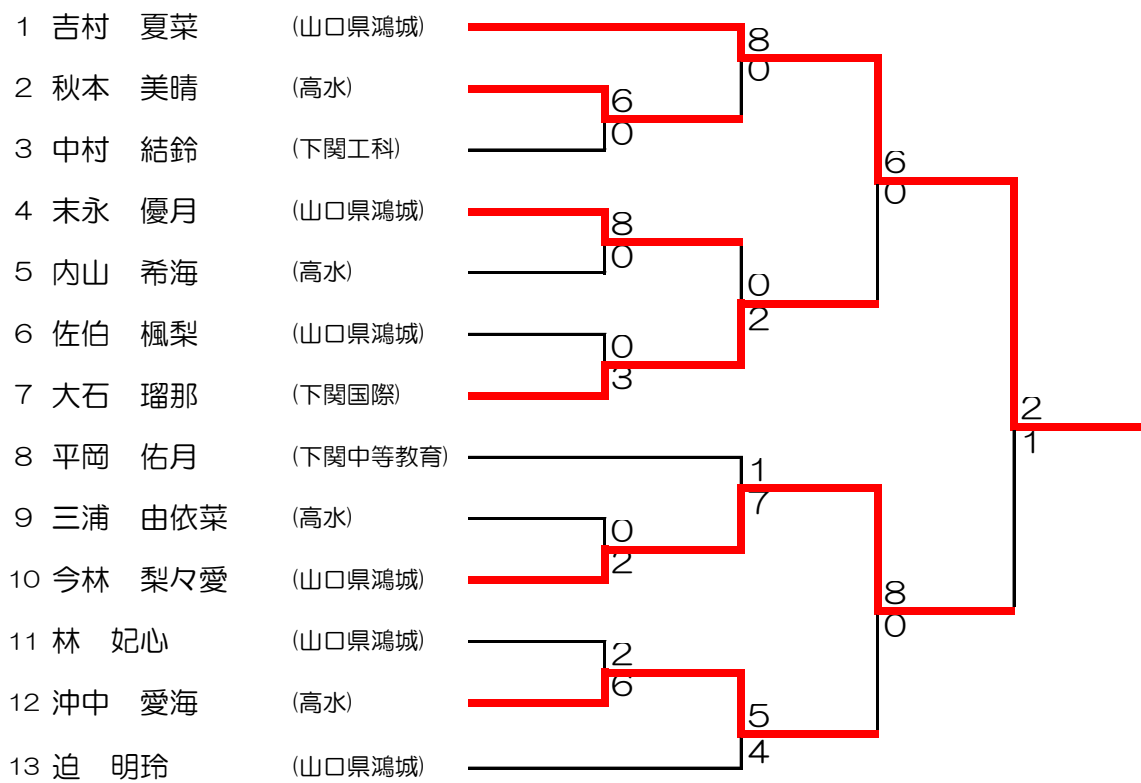 1 吉村 夏菜 (山口県鴻城)
8
0
2 秋本 美晴 (高水)
6
0
3 中村 結鈴 (下関工科)
6
0
4 末永 優月 (山口県鴻城)
8
0
5 内山 希海 (高水)
0
2
6 佐伯 楓梨 (山口県鴻城)
0
3
7 大石 瑠那 (下関国際)
2
1
8 平岡 佑月 (下関中等教育)
1
7
9 三浦 由依菜 (高水)
0
2
10 今林 梨々愛 (山口県鴻城)
8
0
11 林 妃心 (山口県鴻城)
2
6
12 沖中 愛海 (高水)
5
4
13 迫 明玲 (山口県鴻城)